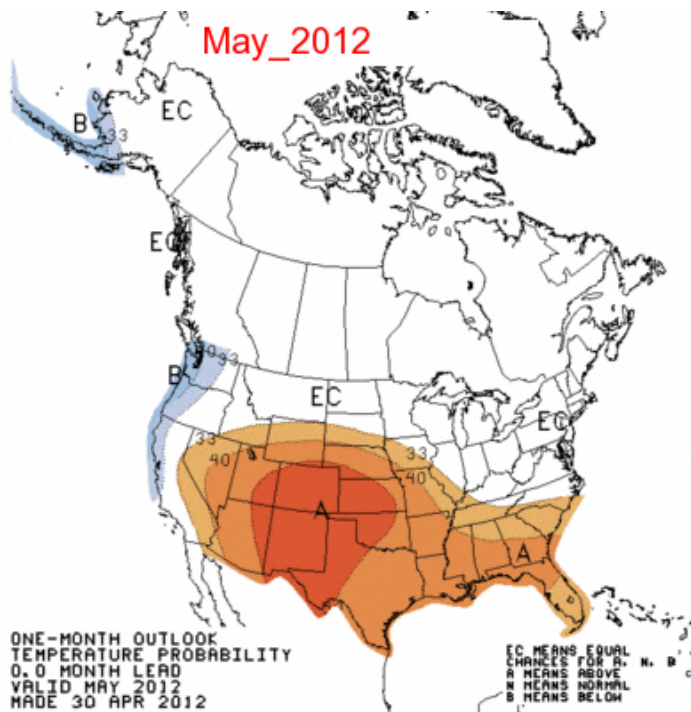 May_2012
EC
B
33
EC
40 33
B
EC
EC
33
33
40
40
A
A
ONE-MONTH OUTLOOK
TEMPERATURE PROBABILITY
0.0 MONTH LEAD
VALID MAY 2012
MADE 30 APR 2012
EC MEANS EQUAL
CHANCES FOR A, N, B
A MEANS ABOVE
N MEANS NORMAL
B MEANS BELOW